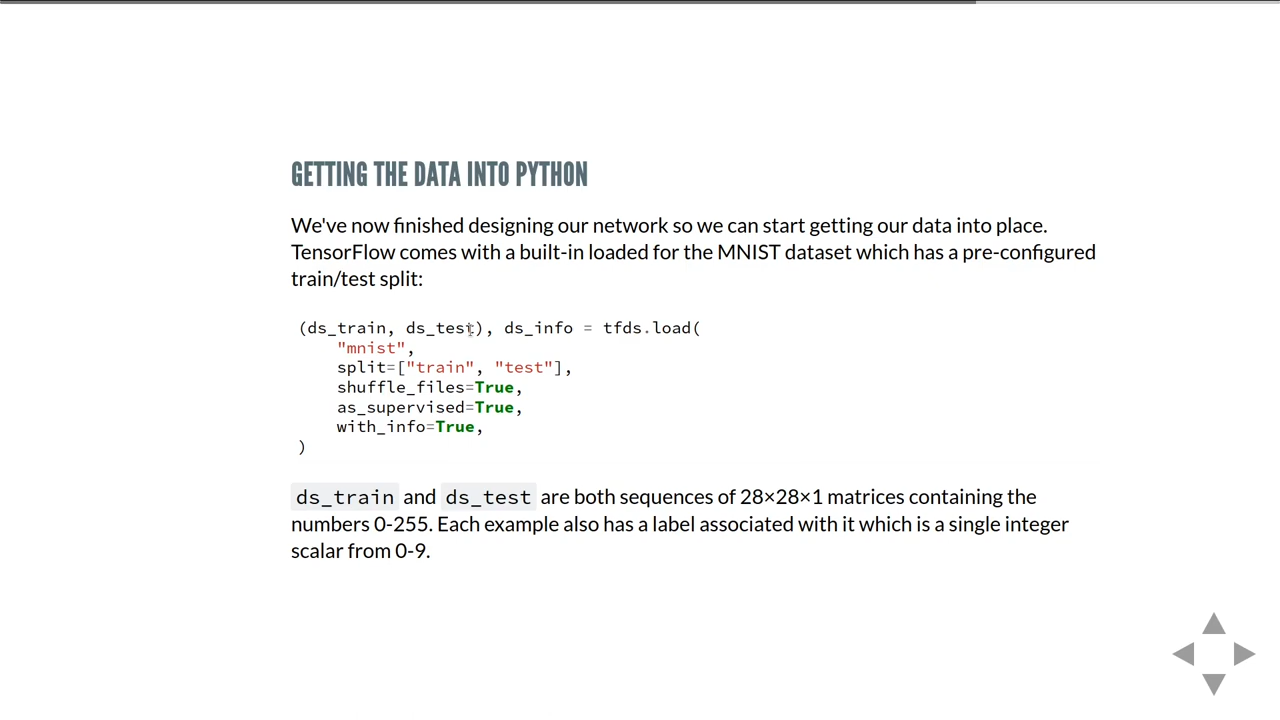 GETTING THE DATA INTO PYTHON
We've now finished designing our network so we can start getting our data into place.
TensorFlow comes with a built-in loaded for the MNIST dataset which has a pre-configured
train/test split:
(ds_train, ds_test), ds_info = tfds.load(
    "mnist",
    split=["train", "test"],
    shuffle_files=True,
    as_supervised=True,
    with_info=True,
)
ds_train and ds_test are both sequences of 28×28×1 matrices containing the
numbers 0-255. Each example also has a label associated with it which is a single integer
scalar from 0-9.